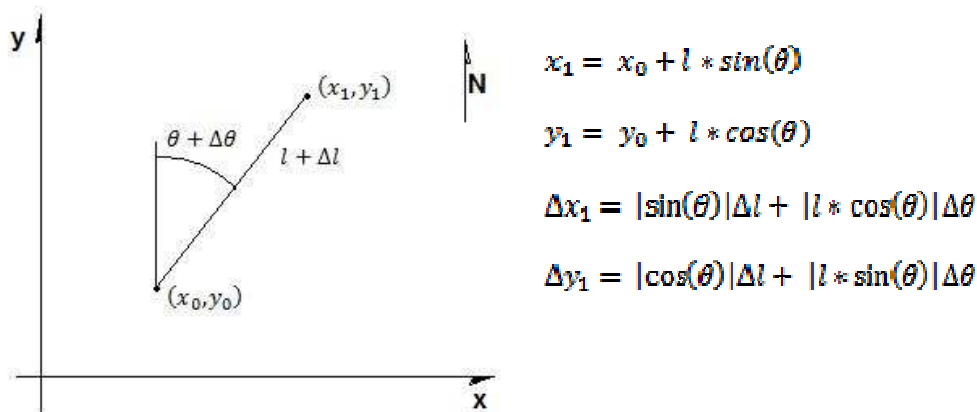 y
N
(x₁, y₁)
θ + Δθ
l + Δl
(x₀, y₀)
x
x₁ = x₀ + l * sin(θ)
y₁ = y₀ + l * cos(θ)
Δx₁ = |sin(θ)|Δl + |l * cos(θ)|Δθ
Δy₁ = |cos(θ)|Δl + |l * sin(θ)|Δθ